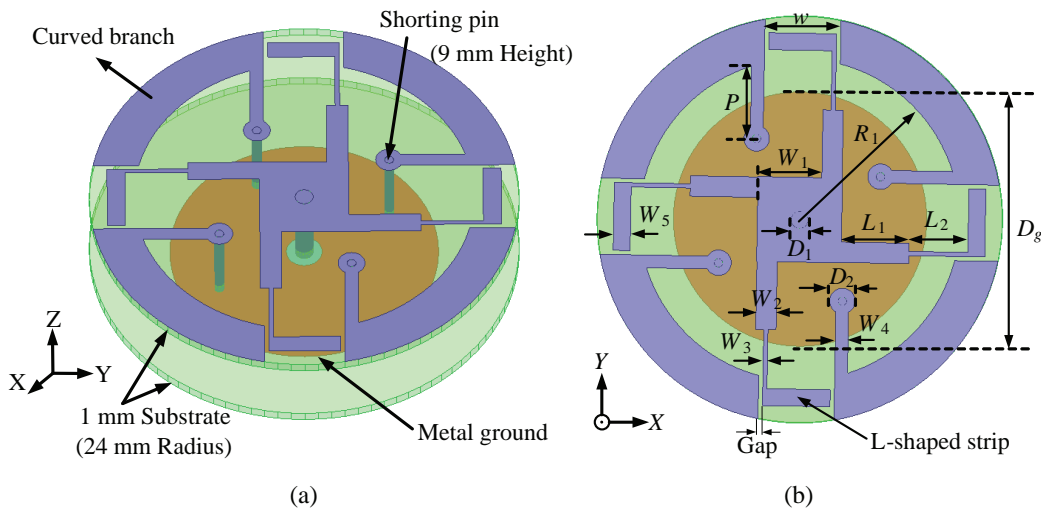 Curved branch
Shorting pin
(9 mm Height)
Z
X
Y
1 mm Substrate
(24 mm Radius)
Metal ground
(a)
w
P
R1
W1
W5
D1
L1
L2
Dg
D2
W2
W4
W3
Y
X
Gap
L-shaped strip
(b)